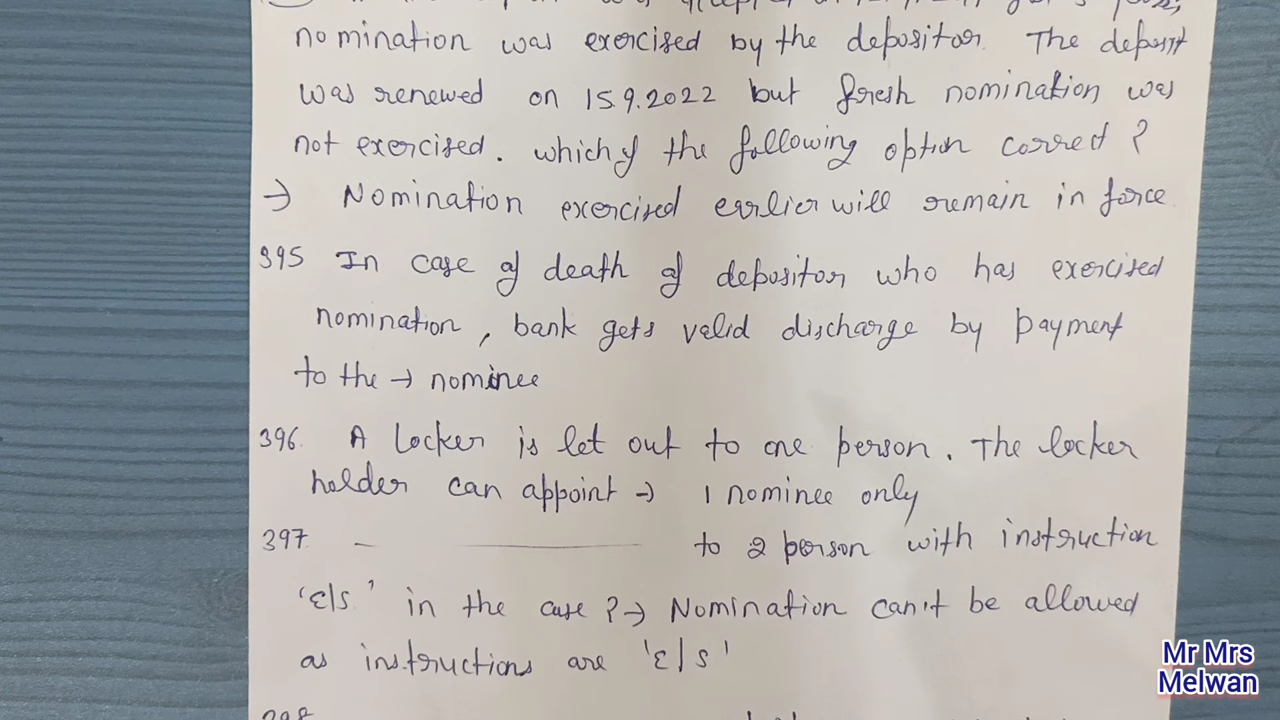 nomination was exercised by the depositor. The deposit
was renewed on 15.9.2022 but fresh nomination was
not exercised. which of the following option correct ?
→ Nomination exercised earlier will remain in force
395 In case of death of depositor who has exercised
nomination, bank gets valid discharge by payment
to the → nominee
396. A Locker is let out to one person. The locker
holder can appoint → 1 nominee only
397. — ——— to 2 person with instruction
'E/S' in the case ? → Nomination can't be allowed
as instructions are 'E/S'
398
Mr Mrs
Melwan